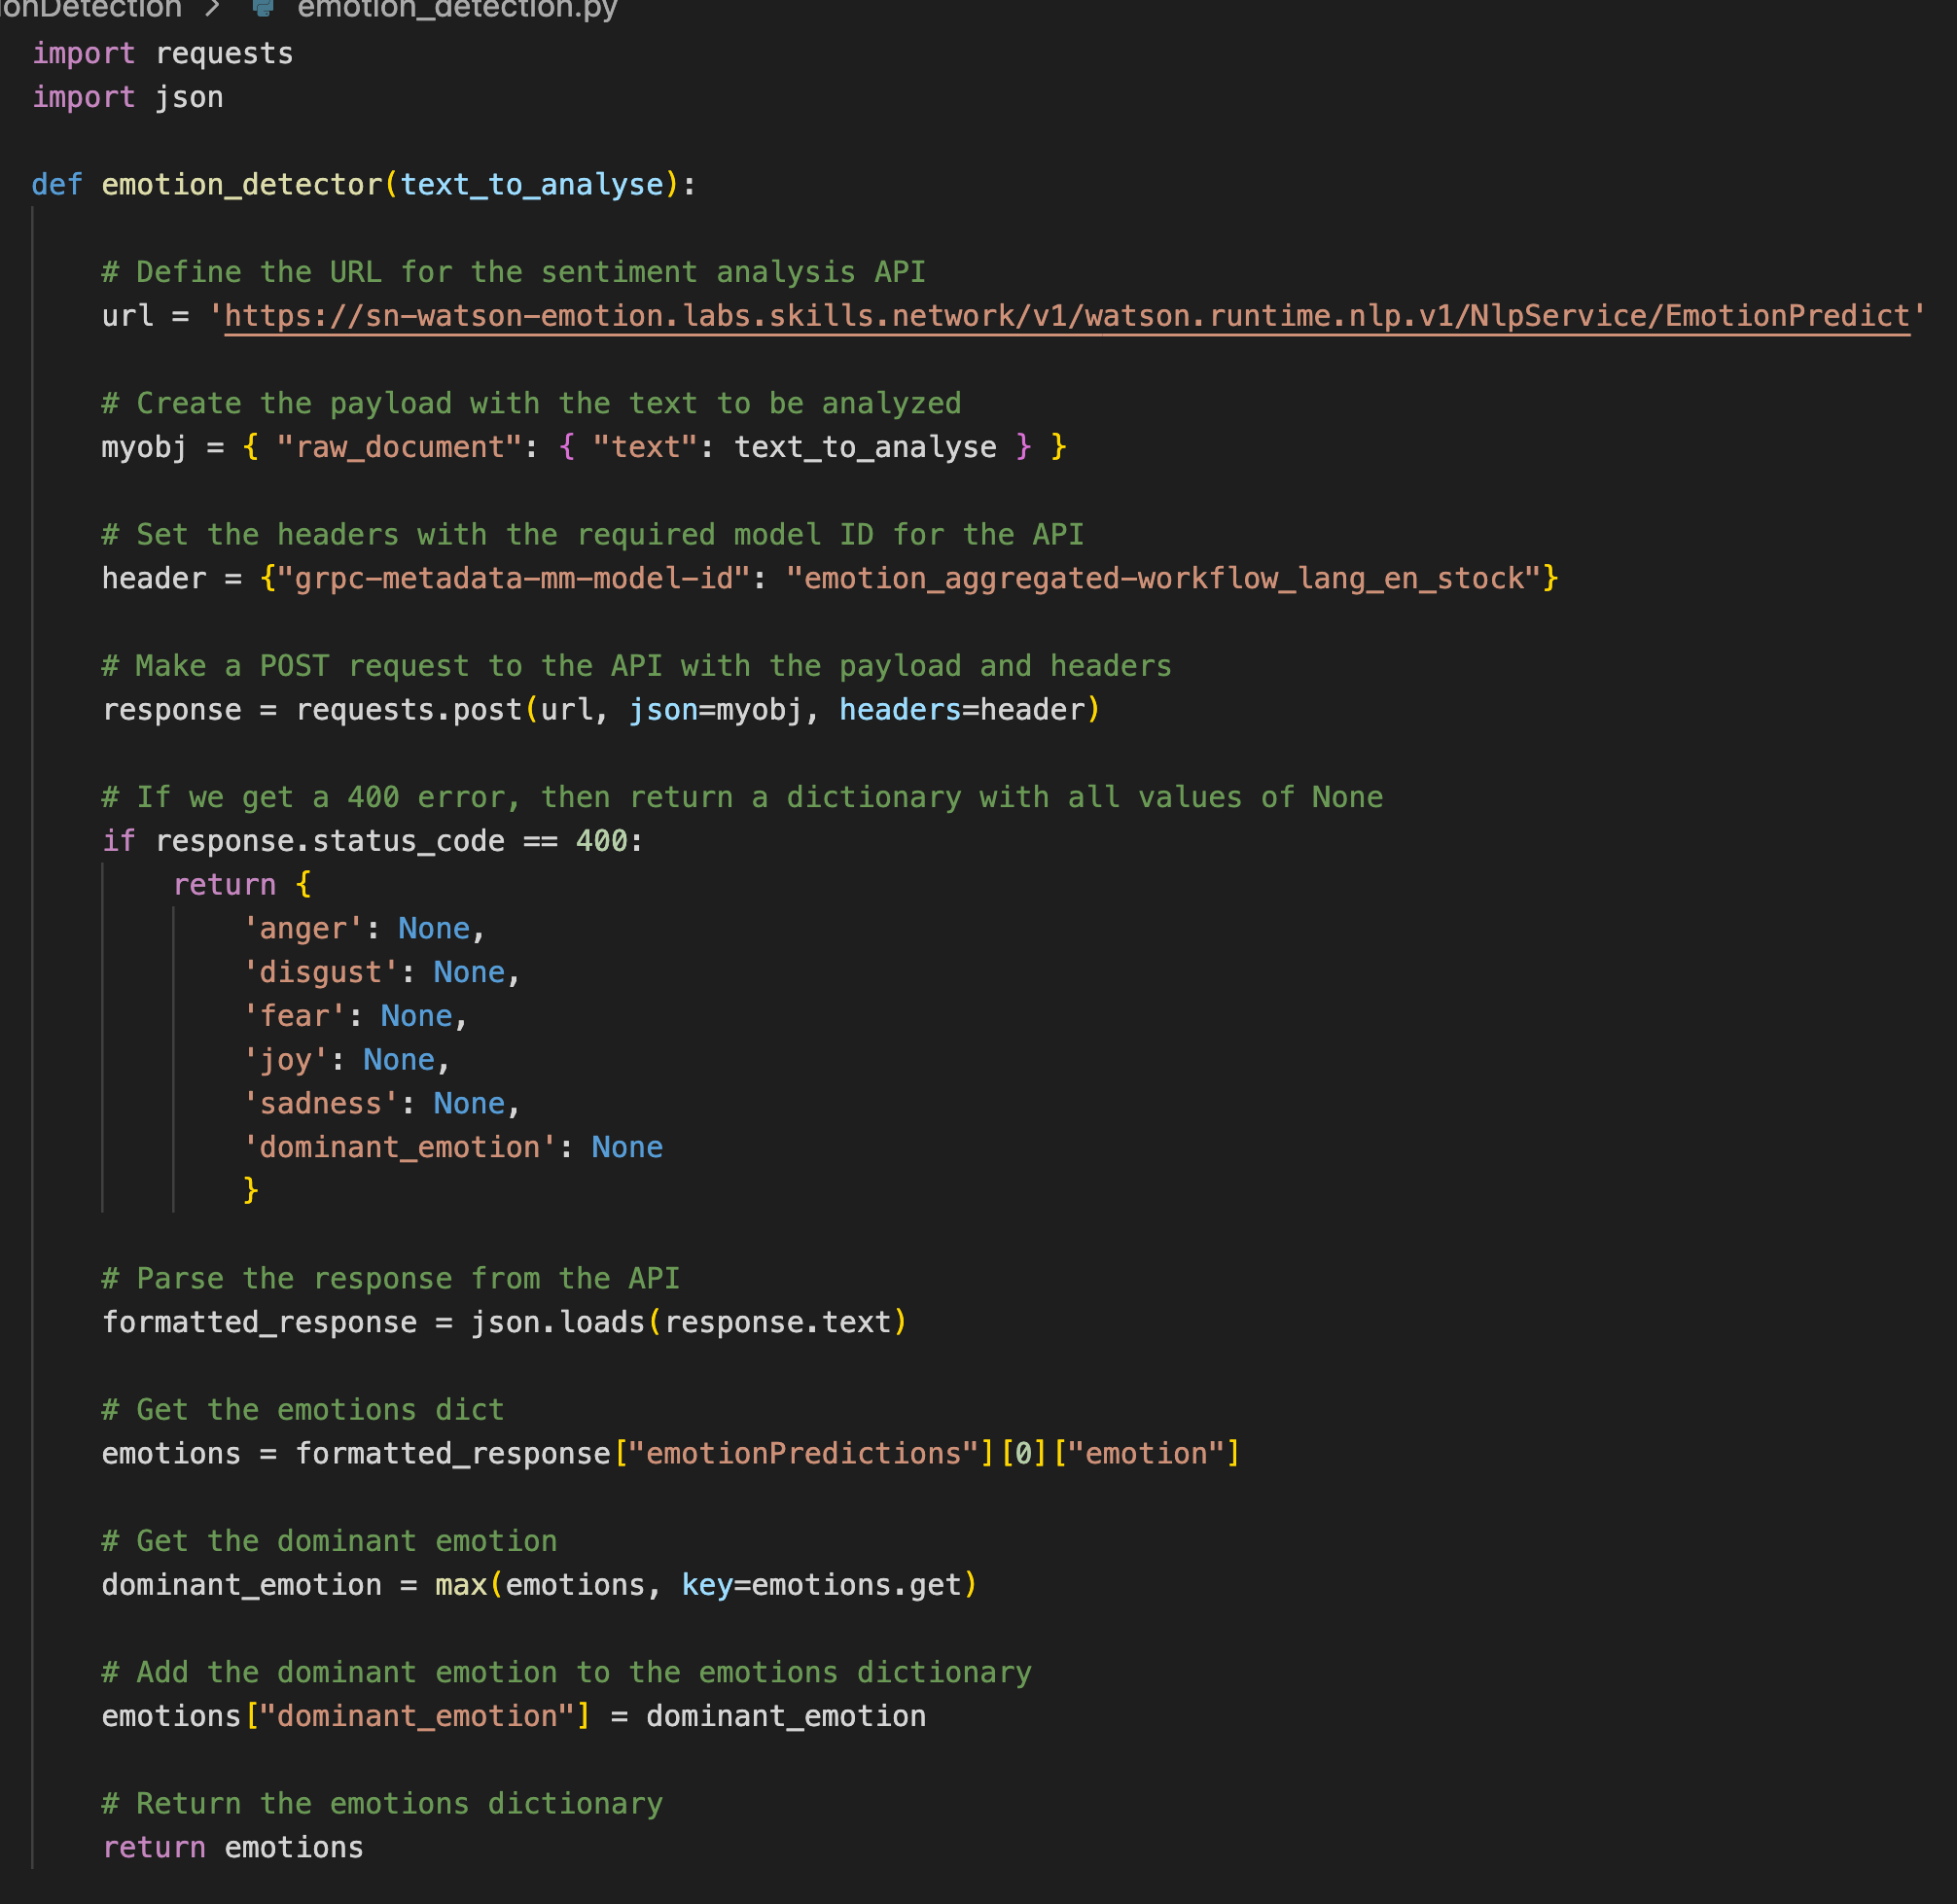 ionDetection > emotion_detection.py
import requests
import json
def emotion_detector(text_to_analyse):
# Define the URL for the sentiment analysis API
url = 'https://sn-watson-emotion.labs.skills.network/v1/watson.runtime.nlp.v1/NlpService/EmotionPredict'
# Create the payload with the text to be analyzed
myobj = { "raw_document": { "text": text_to_analyse } }
# Set the headers with the required model ID for the API
header = {"grpc-metadata-mm-model-id": "emotion_aggregated-workflow_lang_en_stock"}
# Make a POST request to the API with the payload and headers
response = requests.post(url, json=myobj, headers=header)
# If we get a 400 error, then return a dictionary with all values of None
if response.status_code == 400:
return {
'anger': None,
'disgust': None,
'fear': None,
'joy': None,
'sadness': None,
'dominant_emotion': None
}
# Parse the response from the API
formatted_response = json.loads(response.text)
# Get the emotions dict
emotions = formatted_response["emotionPredictions"][0]["emotion"]
# Get the dominant emotion
dominant_emotion = max(emotions, key=emotions.get)
# Add the dominant emotion to the emotions dictionary
emotions["dominant_emotion"] = dominant_emotion
# Return the emotions dictionary
return emotions